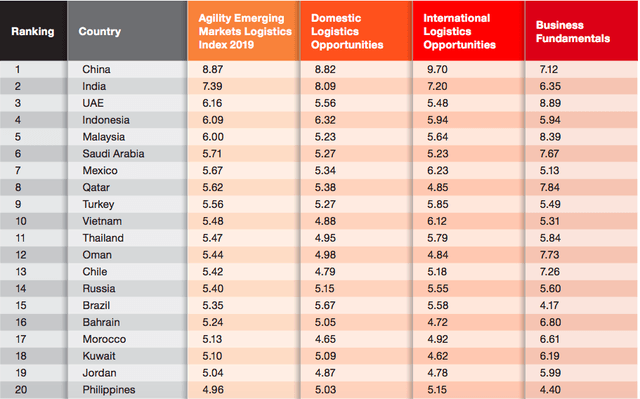 Ranking Country Agility Emerging Markets Logistics Index 2019 Domestic Logistics Opportunities International Logistics Opportunities Business Fundamentals
1 China 8.87 8.82 9.70 7.12
2 India 7.39 8.09 7.20 6.35
3 UAE 6.16 5.56 5.48 8.89
4 Indonesia 6.09 6.32 5.94 5.94
5 Malaysia 6.00 5.23 5.64 8.39
6 Saudi Arabia 5.71 5.27 5.23 7.67
7 Mexico 5.67 5.34 6.23 5.13
8 Qatar 5.62 5.38 4.85 7.84
9 Turkey 5.56 5.27 5.85 5.49
10 Vietnam 5.48 4.88 6.12 5.31
11 Thailand 5.47 4.95 5.79 5.84
12 Oman 5.44 4.98 4.84 7.73
13 Chile 5.42 4.79 5.18 7.26
14 Russia 5.40 5.15 5.55 5.60
15 Brazil 5.35 5.67 5.58 4.17
16 Bahrain 5.24 5.05 4.72 6.80
17 Morocco 5.13 4.65 4.92 6.61
18 Kuwait 5.10 5.09 4.62 6.19
19 Jordan 5.04 4.87 4.78 5.99
20 Philippines 4.96 5.03 5.15 4.40